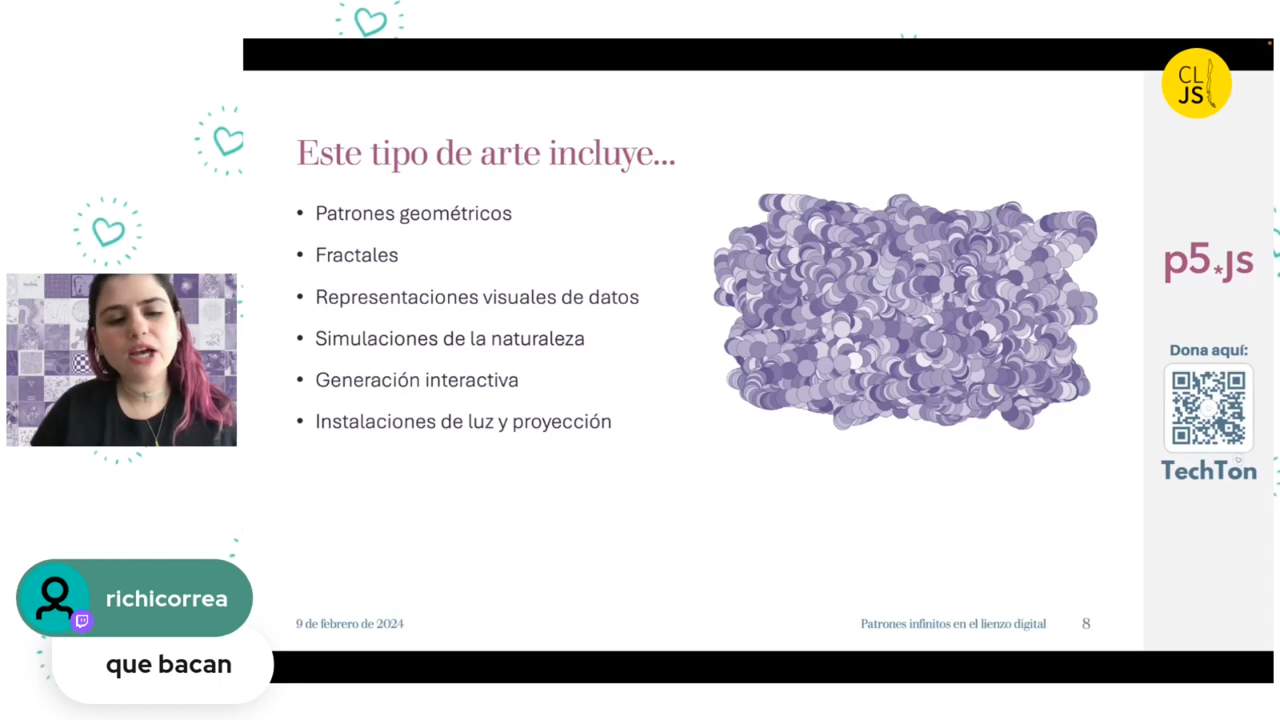 CL
JS
Este tipo de arte incluye...
• Patrones geométricos
• Fractales
• Representaciones visuales de datos
• Simulaciones de la naturaleza
• Generación interactiva
• Instalaciones de luz y proyección
p5*js
Dona aquí:
TechTon
richicorrea
que bacan
9 de febrero de 2024
Patrones infinitos en el lienzo digital
8